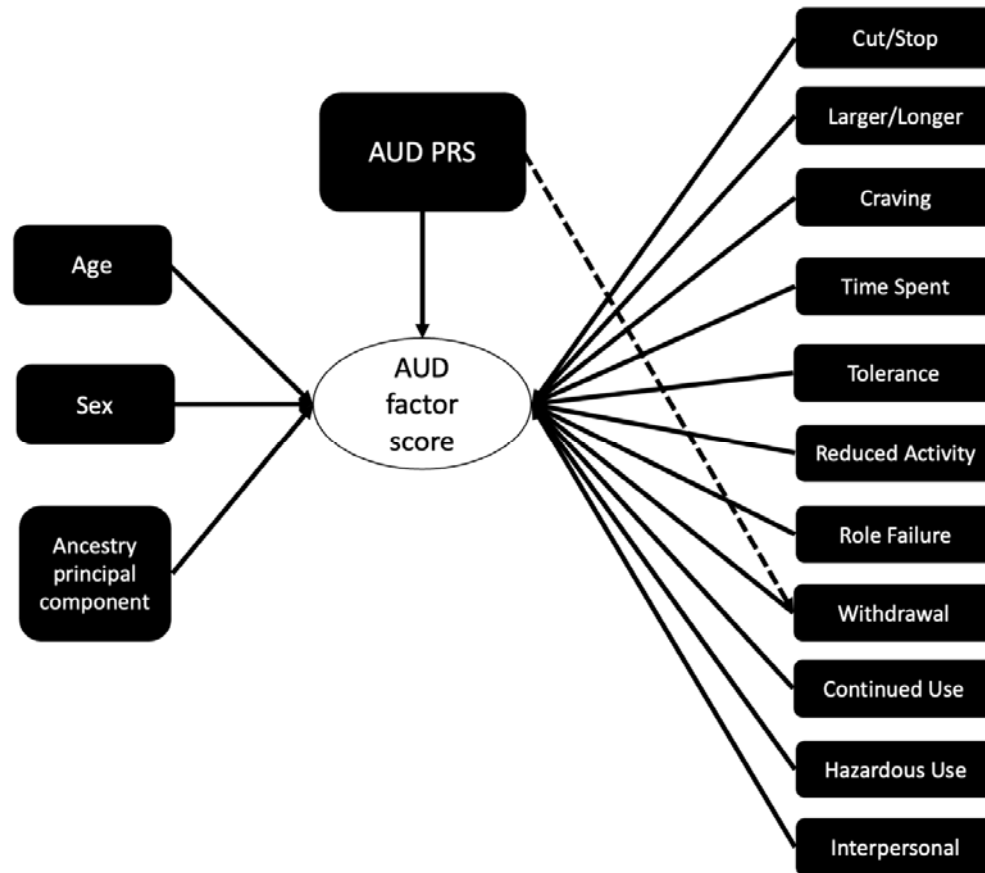 AUD PRS
Age
Sex
Ancestry
principal
component
AUD
factor
score
Cut/Stop
Larger/Longer
Craving
Time Spent
Tolerance
Reduced Activity
Role Failure
Withdrawal
Continued Use
Hazardous Use
Interpersonal